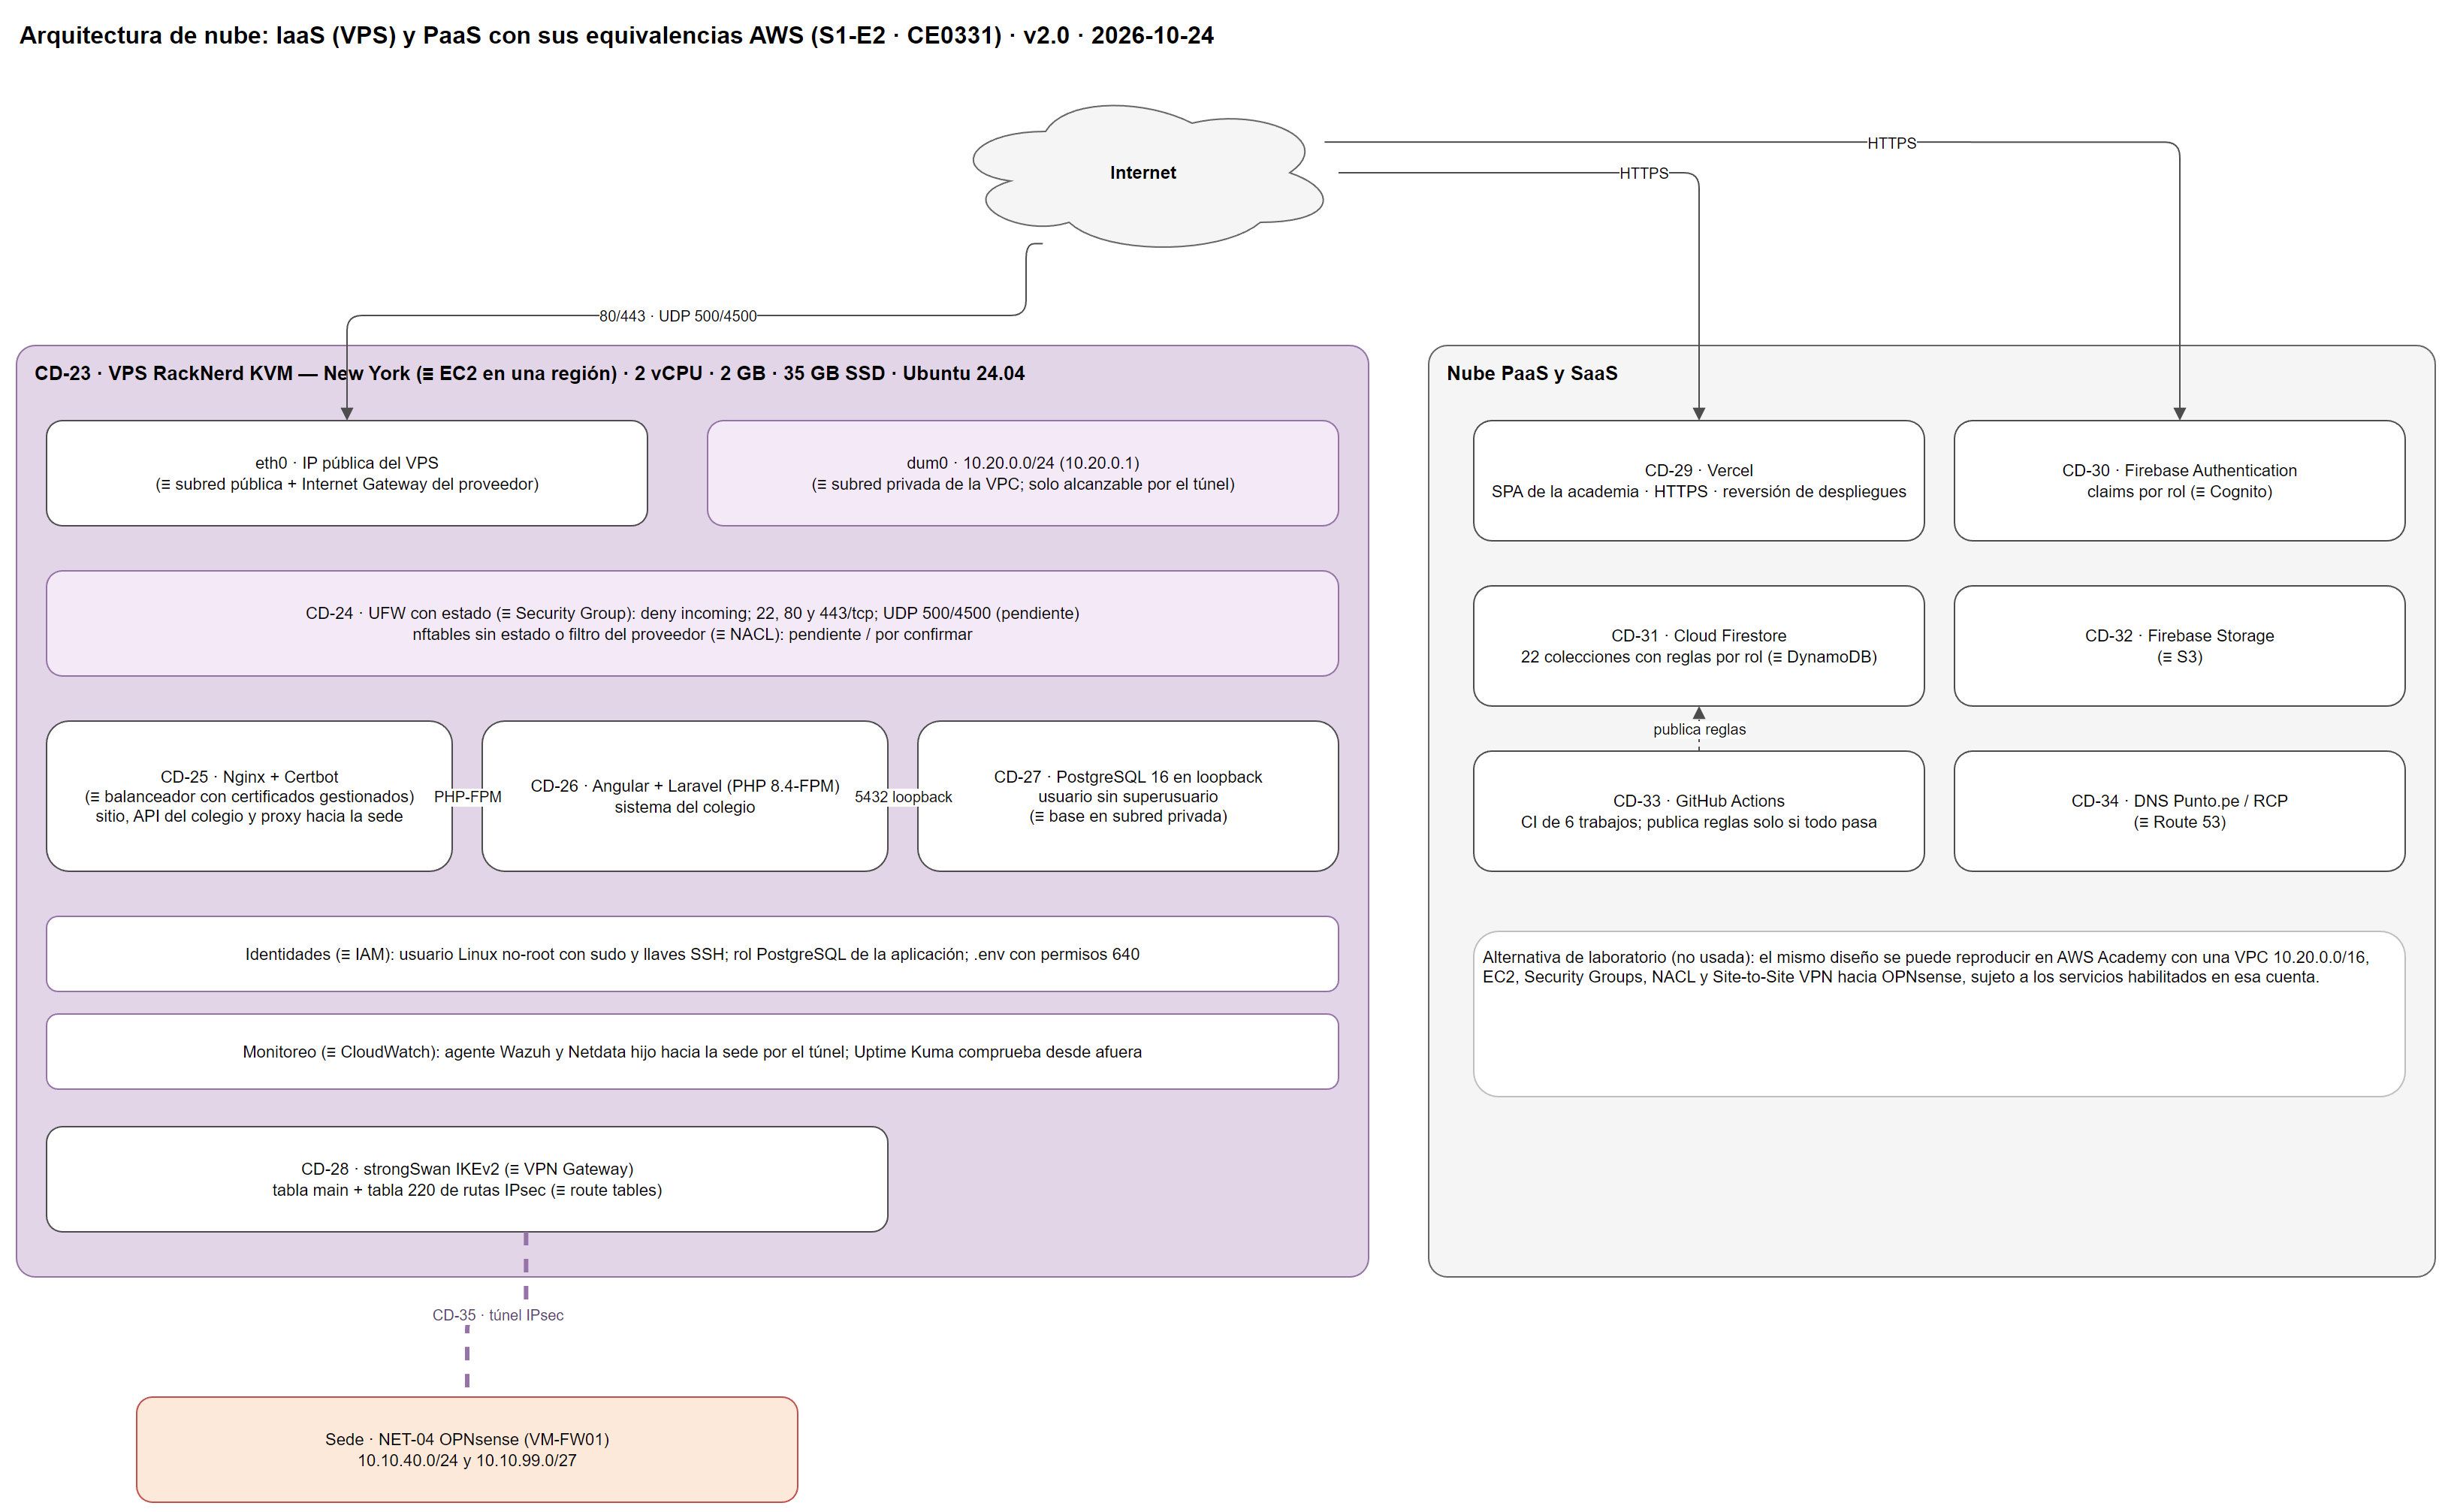 Arquitectura de nube: IaaS (VPS) y PaaS con sus equivalencias AWS (S1-E2 · CE0331) · v2.0 · 2026-10-24
Internet
HTTPS
HTTPS
80/443 · UDP 500/4500
CD-23 · VPS RackNerd KVM — New York (≡ EC2 en una región) · 2 vCPU · 2 GB · 35 GB SSD · Ubuntu 24.04
eth0 · IP pública del VPS
(≡ subred pública + Internet Gateway del proveedor)
dum0 · 10.20.0.0/24 (10.20.0.1)
(≡ subred privada de la VPC; solo alcanzable por el túnel)
CD-24 · UFW con estado (≡ Security Group): deny incoming; 22, 80 y 443/tcp; UDP 500/4500 (pendiente)
nftables sin estado o filtro del proveedor (≡ NACL): pendiente / por confirmar
CD-25 · Nginx + Certbot
(≡ balanceador con certificados gestionados)
sitio, API del colegio y proxy hacia la sede
PHP-FPM
CD-26 · Angular + Laravel (PHP 8.4-FPM)
sistema del colegio
5432 loopback
CD-27 · PostgreSQL 16 en loopback
usuario sin superusuario
(≡ base en subred privada)
Identidades (≡ IAM): usuario Linux no-root con sudo y llaves SSH; rol PostgreSQL de la aplicación; .env con permisos 640
Monitoreo (≡ CloudWatch): agente Wazuh y Netdata hijo hacia la sede por el túnel; Uptime Kuma comprueba desde afuera
CD-28 · strongSwan IKEv2 (≡ VPN Gateway)
tabla main + tabla 220 de rutas IPsec (≡ route tables)
CD-35 · túnel IPsec
Sede · NET-04 OPNsense (VM-FW01)
10.10.40.0/24 y 10.10.99.0/27
Nube PaaS y SaaS
CD-29 · Vercel
SPA de la academia · HTTPS · reversión de despliegues
CD-30 · Firebase Authentication
claims por rol (≡ Cognito)
CD-31 · Cloud Firestore
22 colecciones con reglas por rol (≡ DynamoDB)
CD-32 · Firebase Storage
(≡ S3)
publica reglas
CD-33 · GitHub Actions
CI de 6 trabajos; publica reglas solo si todo pasa
CD-34 · DNS Punto.pe / RCP
(≡ Route 53)
Alternativa de laboratorio (no usada): el mismo diseño se puede reproducir en AWS Academy con una VPC 10.20.0.0/16,
EC2, Security Groups, NACL y Site-to-Site VPN hacia OPNsense, sujeto a los servicios habilitados en esa cuenta.